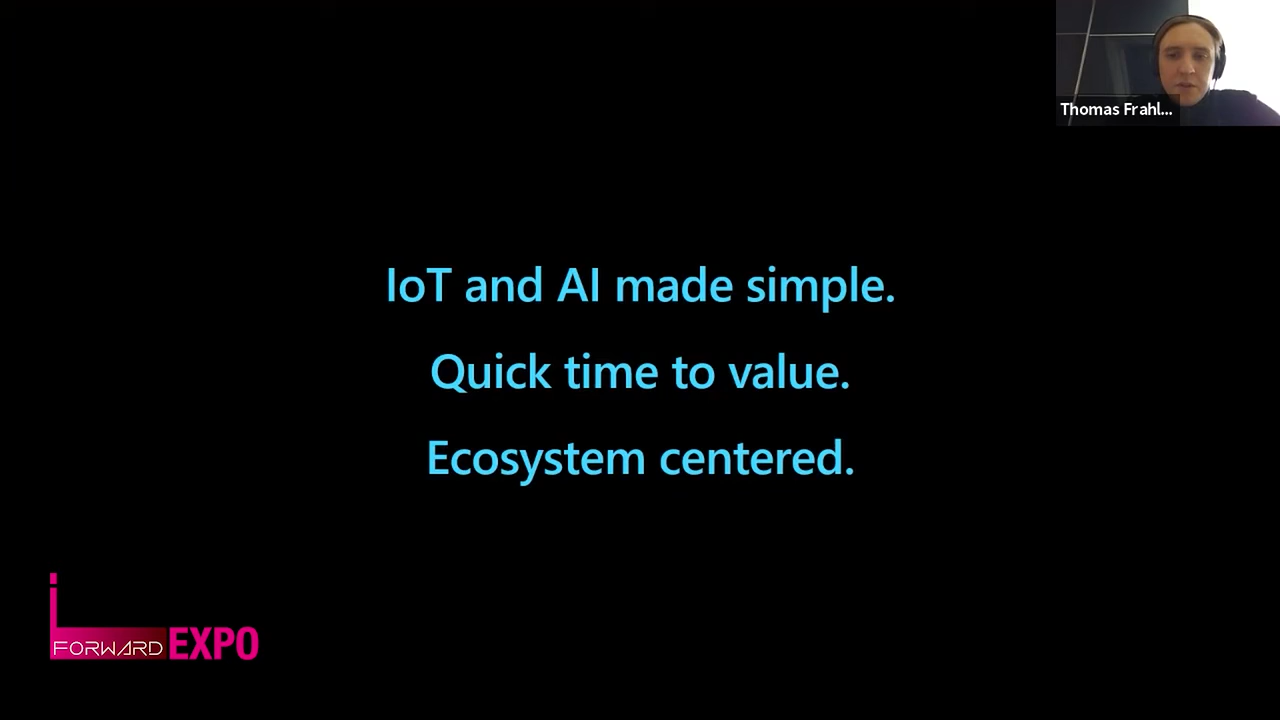 Thomas Frahl...
IoT and AI made simple.
Quick time to value.
Ecosystem centered.
i
FORWARD EXPO